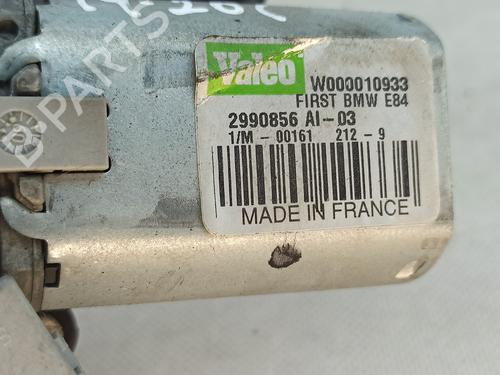 Valeo
W000010933
FIRST BMW E84
2990856 AI-03
1/M-00161 212-9
MADE IN FRANCE
B-PARTS